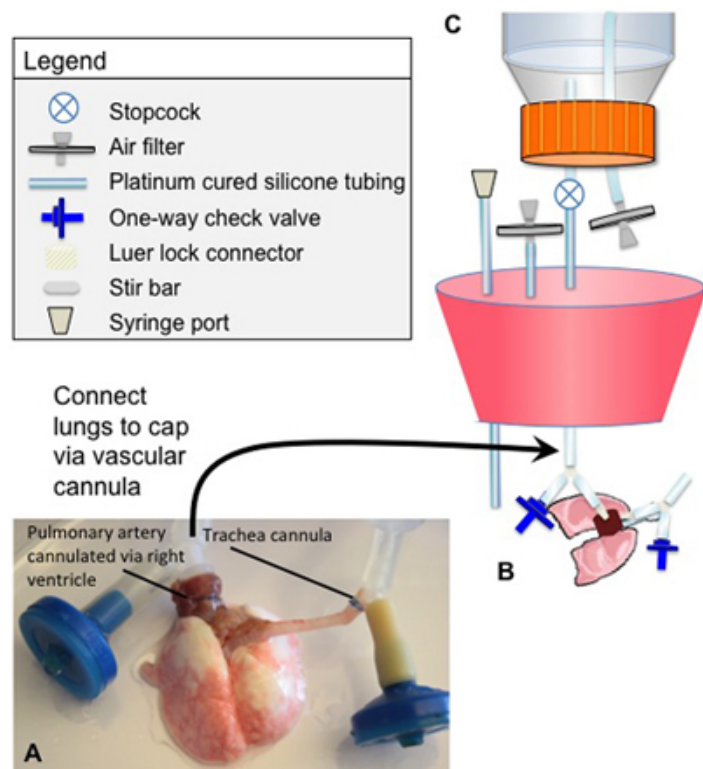 C
Legend
Stopcock
Air filter
Platinum cured silicone tubing
One-way check valve
Luer lock connector
Stir bar
Syringe port
Connect
lungs to cap
via vascular
cannula
Pulmonary artery
cannulated via right
ventricle
Trachea cannula
B
A